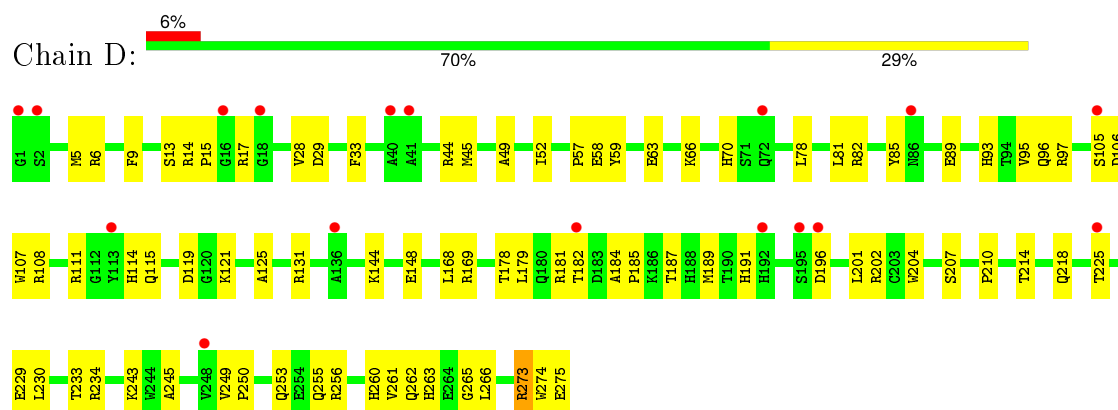 6%
Chain D:
70% 29%
G1 S2 M5 R6 F9 S13 R14 P15 G16 R17 G18 V28 D29 F33 A40 A41 R44 M45 A49 I52 P57 E58 Y59 E63 K66 H70 S71 Q72 L78 L81 R82 Y85 N86 E89 H93 T94 V95 Q96 R97 S105 D106
W107 R108 R111 G112 Y113 H114 Q115 D119 G120 K121 A125 R131 A136 K144 E148 L168 R169 T178 L179 Q180 R181 T182 D183 A184 P185 K186 T187 H188 M189 T190 H191 H192 S195 D196 L201 R202 C203 W204 S207 P210 T214 Q218 T225
E229 L230 T233 R234 K243 W244 A245 V248 V249 P250 Q253 E254 Q255 R256 H260 V261 Q262 H263 E264 G265 L266 R273 W274 E275